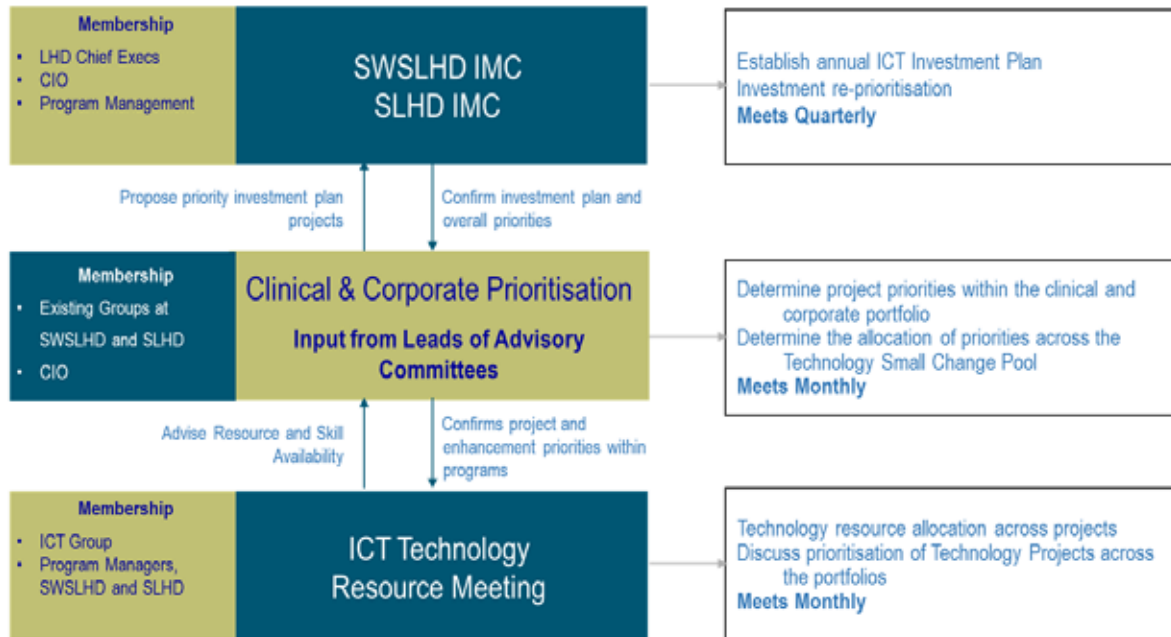 Membership
• LHD Chief Execs
• CIO
• Program Management
SWSLHD IMC
SLHD IMC
Establish annual ICT Investment Plan
Investment re-prioritisation
Meets Quarterly
Propose priority investment plan
projects
Confirm investment plan and
overall priorities
Membership
• Existing Groups at
SWSLHD and SLHD
• CIO
Clinical & Corporate Prioritisation
Input from Leads of Advisory
Committees
Determine project priorities within the clinical and
corporate portfolio
Determine the allocation of priorities across the
Technology Small Change Pool
Meets Monthly
Advise Resource and Skill
Availability
Confirms project and
enhancement priorities within
programs
Membership
• ICT Group
• Program Managers,
SWSLHD and SLHD
ICT Technology
Resource Meeting
Technology resource allocation across projects
Discuss prioritisation of Technology Projects across
the portfolios
Meets Monthly